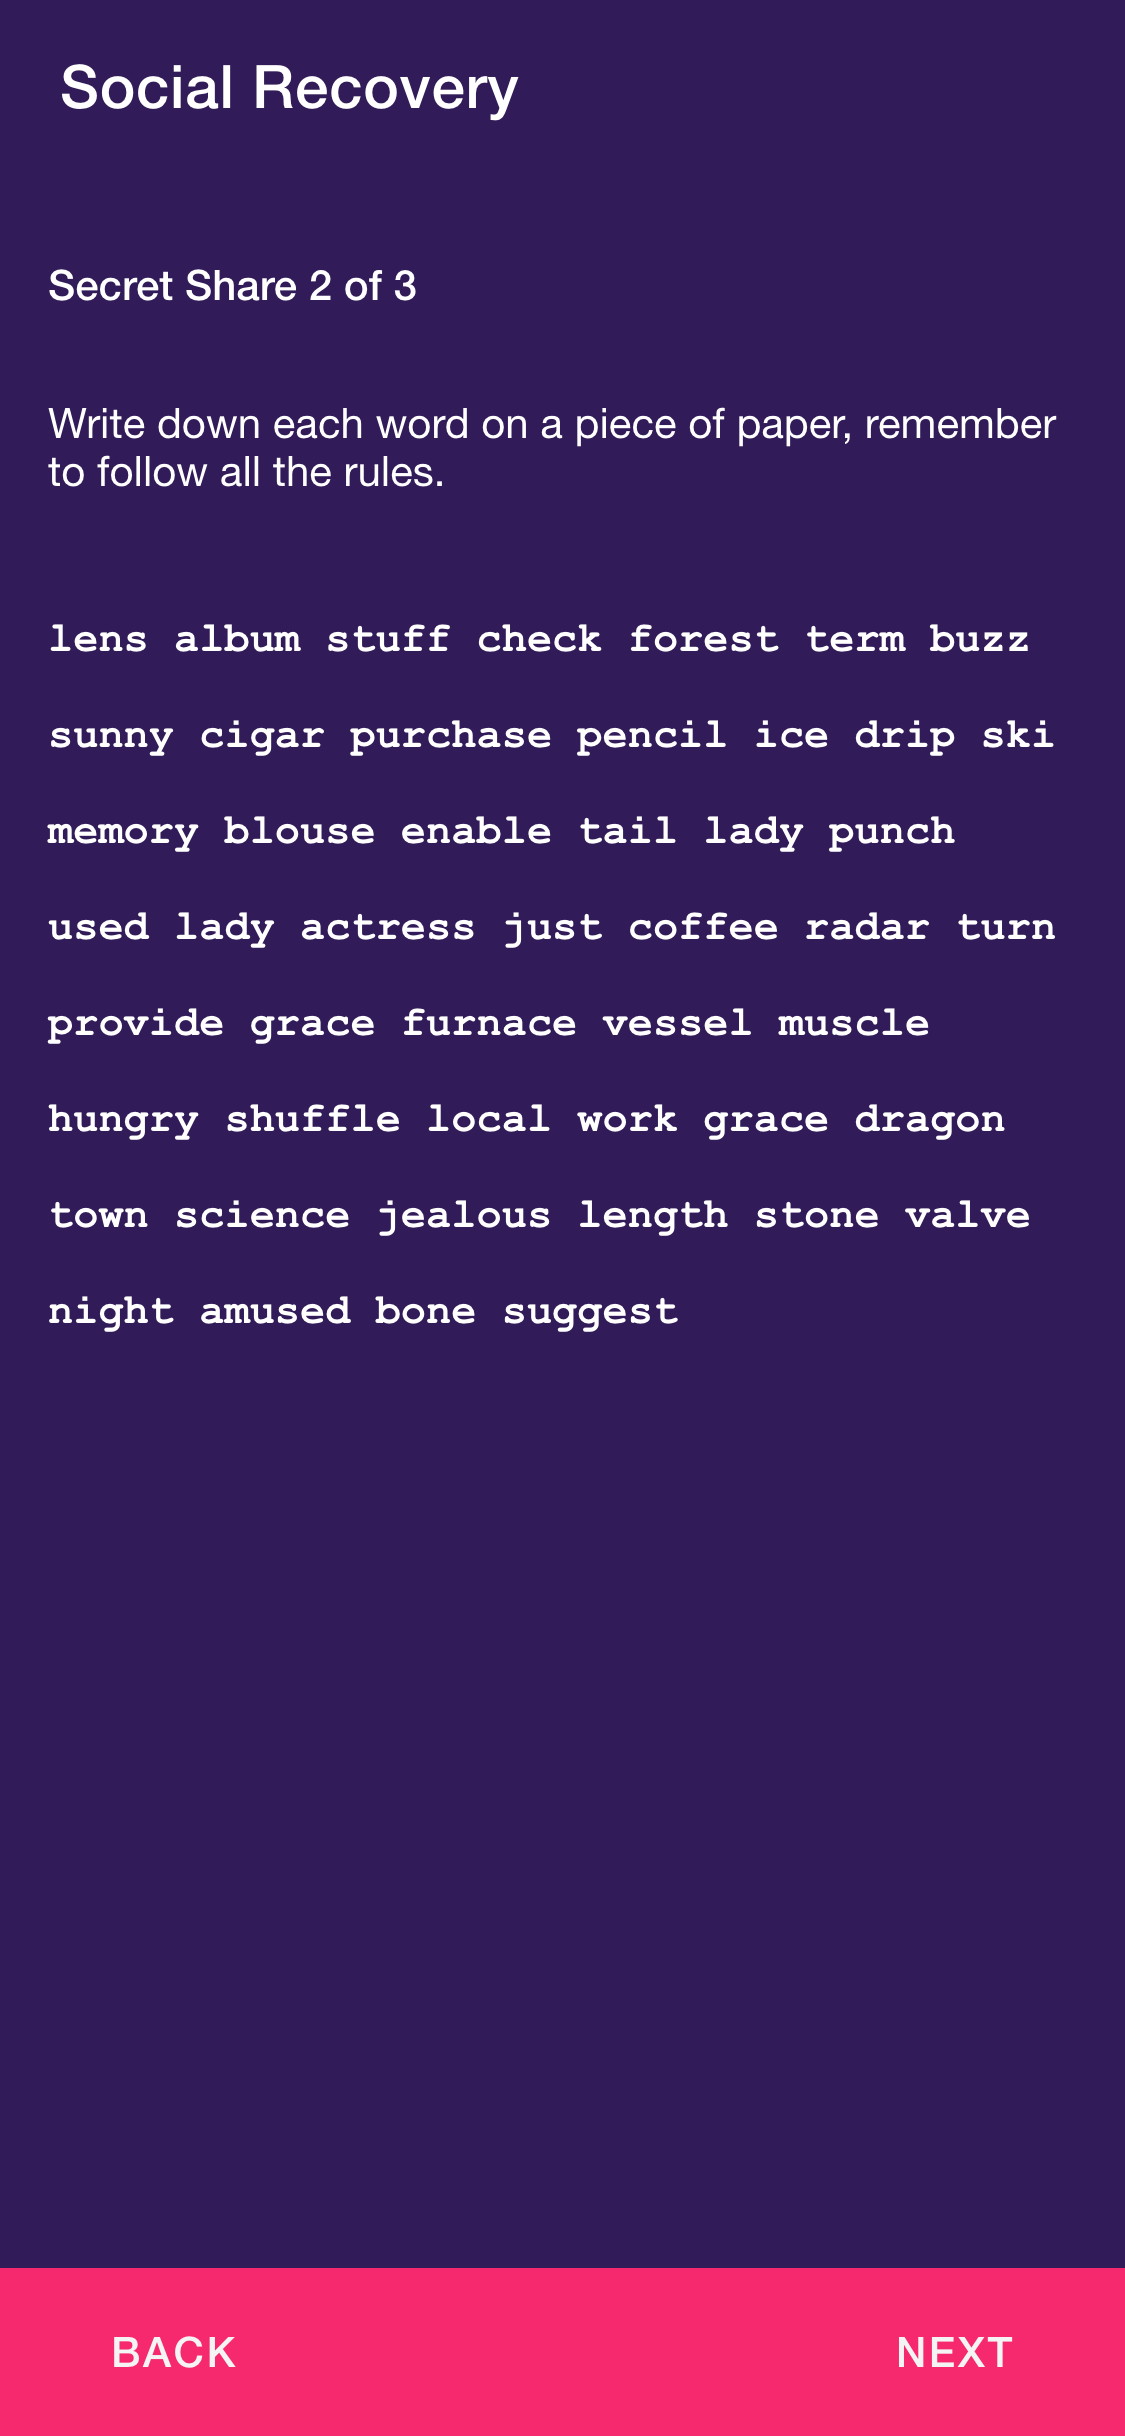 Social Recovery
Secret Share 2 of 3
Write down each word on a piece of paper, remember
to follow all the rules.
lens album stuff check forest term buzz
sunny cigar purchase pencil ice drip ski
memory blouse enable tail lady punch
used lady actress just coffee radar turn
provide grace furnace vessel muscle
hungry shuffle local work grace dragon
town science jealous length stone valve
night amused bone suggest
BACK NEXT